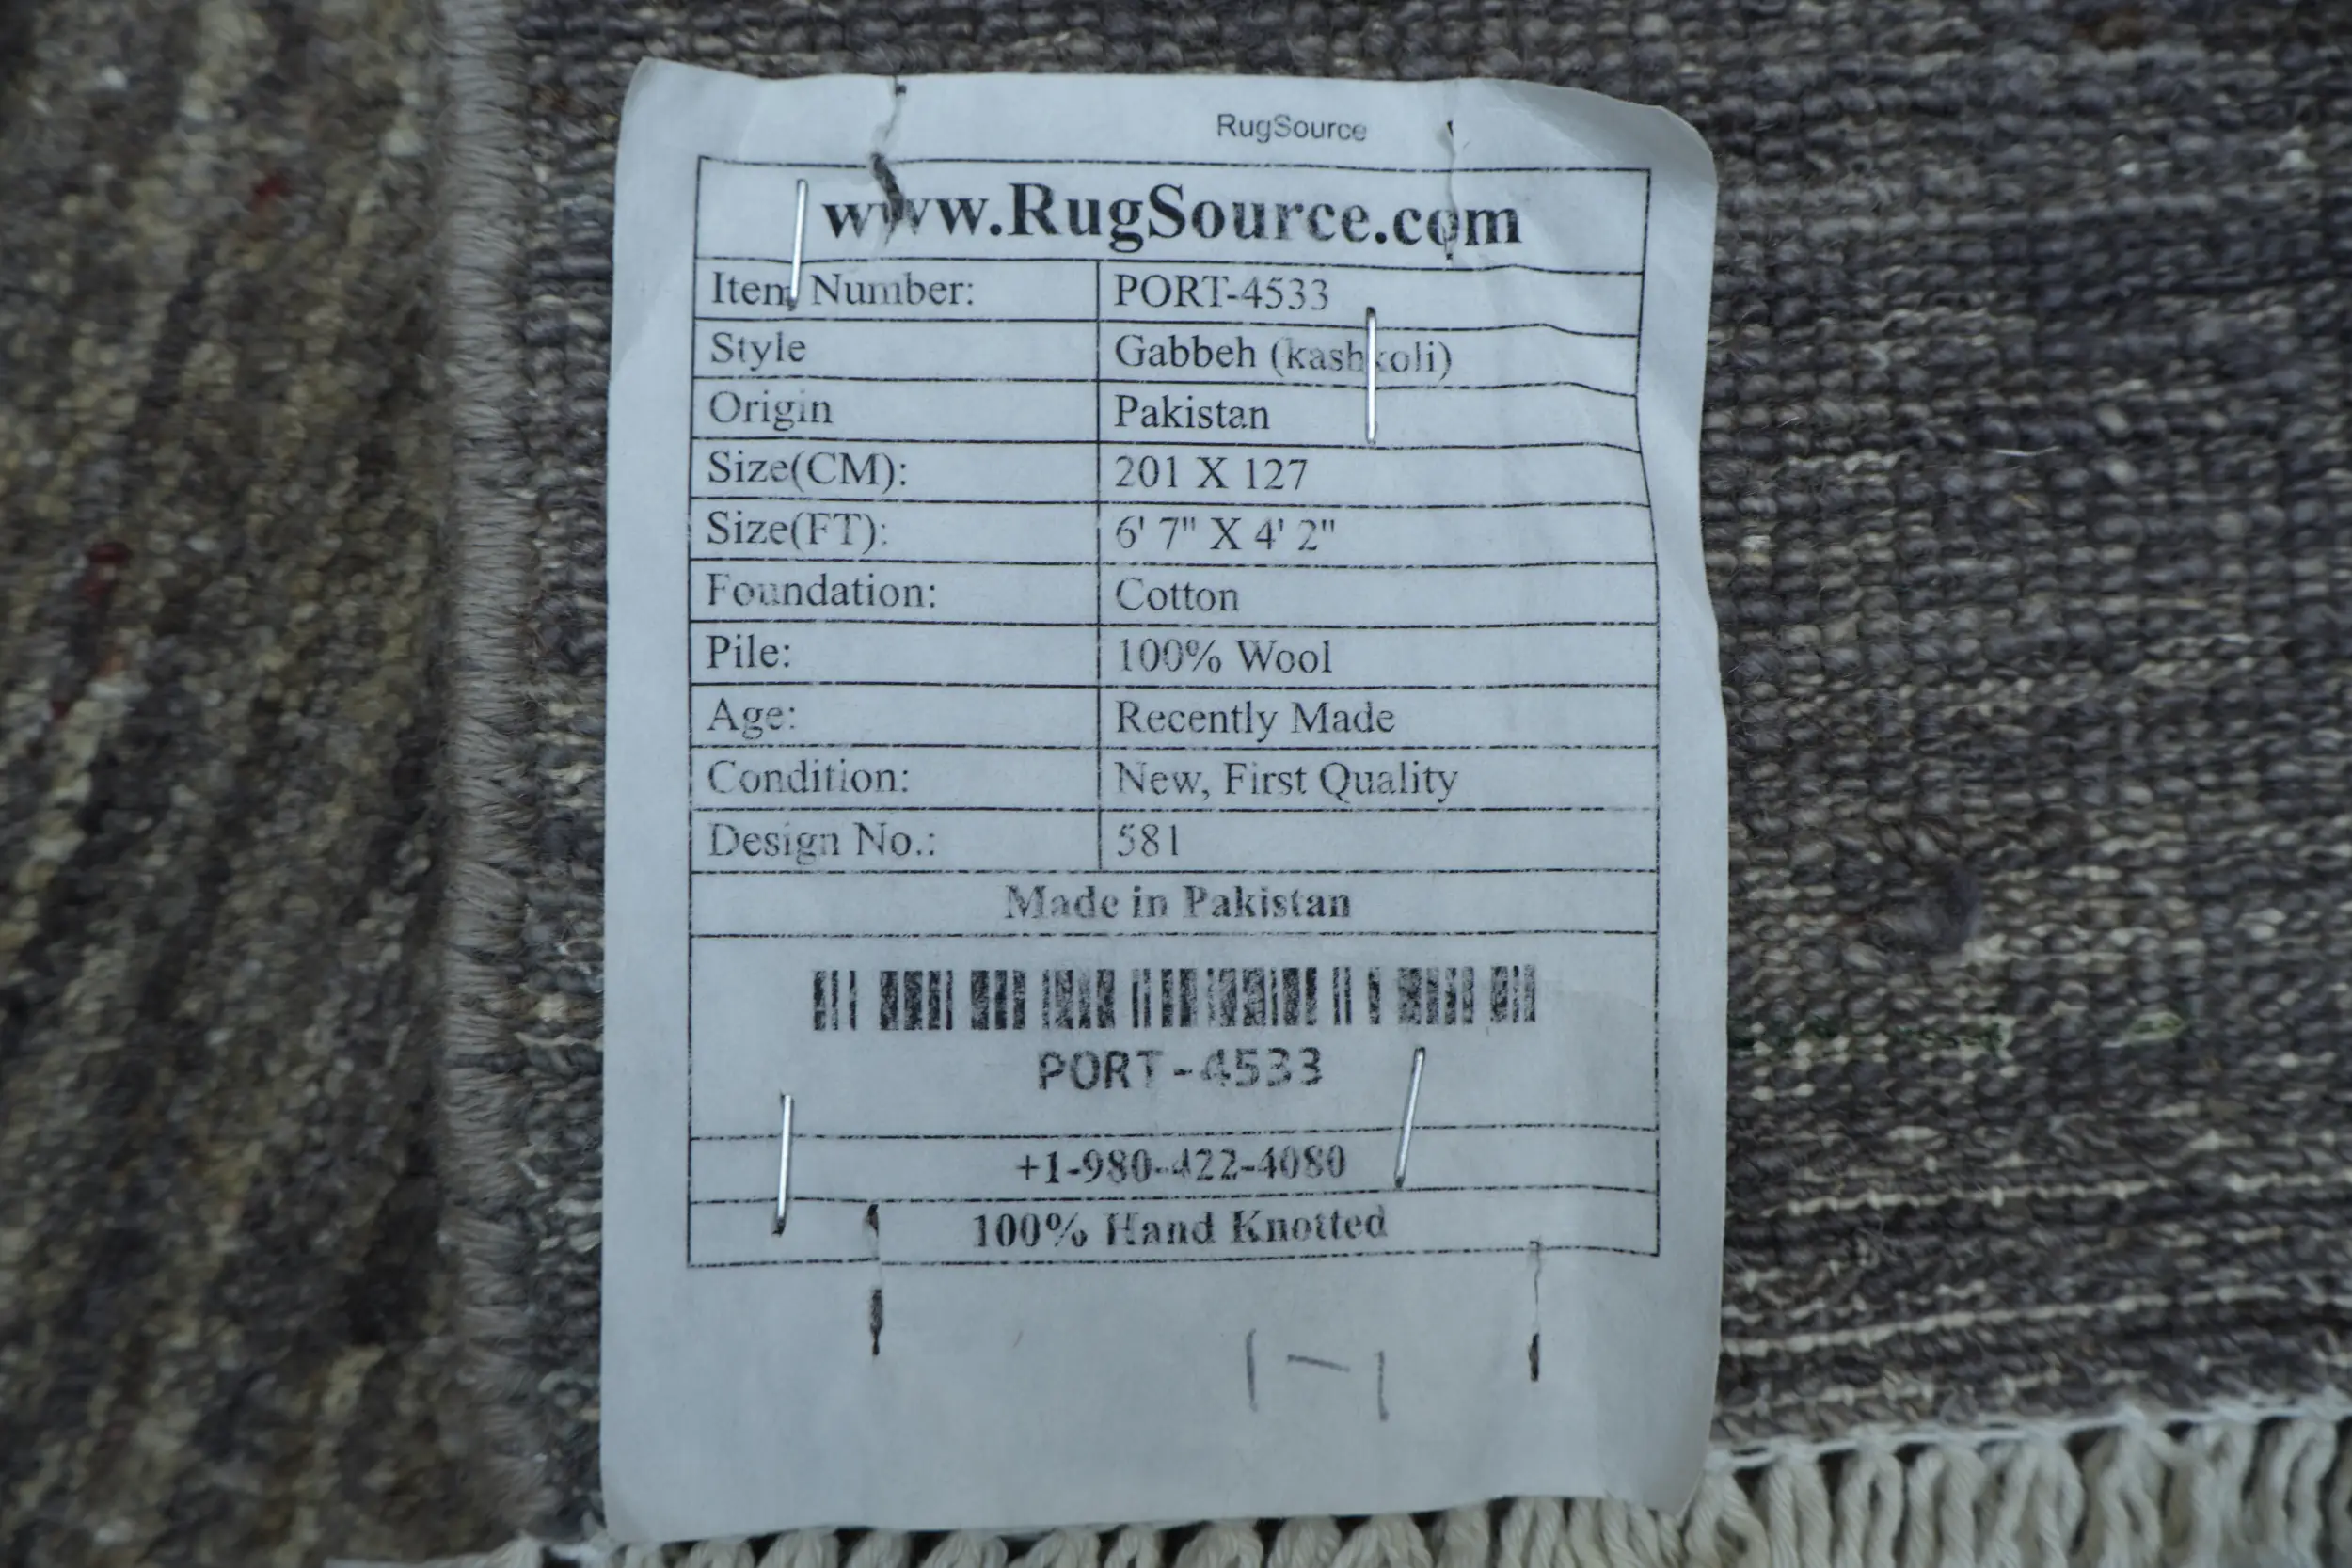 RugSource
www.RugSource.com
Item Number: PORT-4533
Style Gabbeh (kashkoli)
Origin Pakistan
Size(CM): 201 X 127
Size(FT): 6' 7" X 4' 2"
Foundation: Cotton
Pile: 100% Wool
Age: Recently Made
Condition: New, First Quality
Design No.: 581
Made in Pakistan
PORT-4533
+1-980-422-4080
100% Hand Knotted
1-1